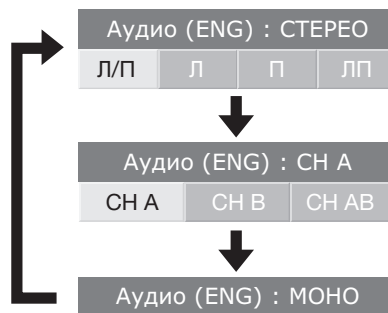 Аудио (ENG) : СТЕРЕО
Л/П Л П ЛП
Аудио (ENG) : CH A
CH A CH B CH AB
Аудио (ENG) : МОНО